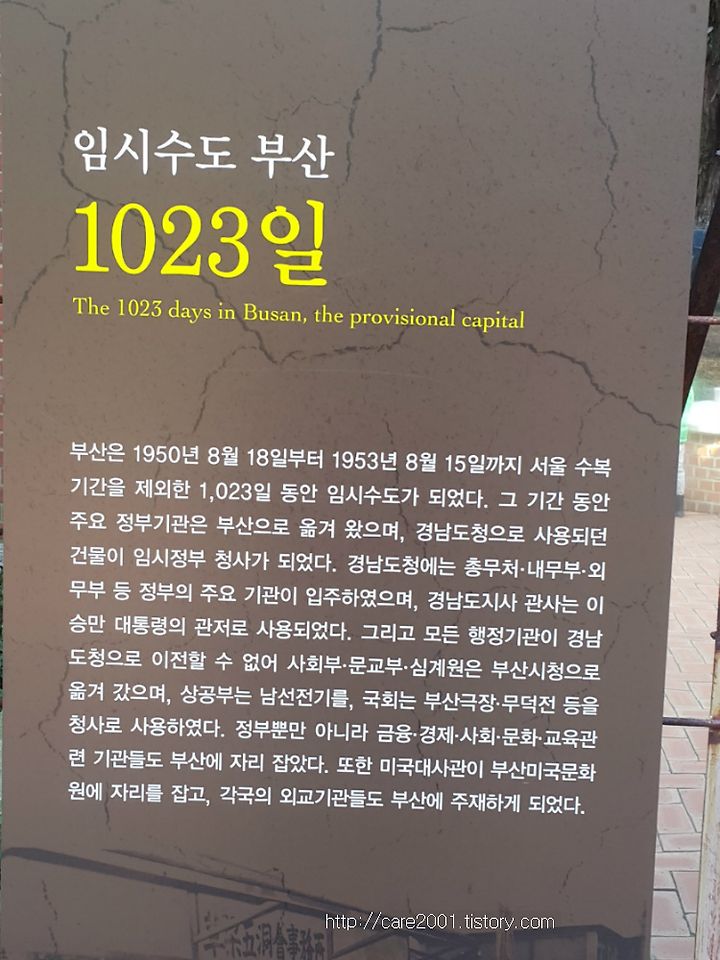 임시수도 부산
1023일
The 1023 days in Busan, the provisional capital
부산은 1950년 8월 18일부터 1953년 8월 15일까지 서울 수복
기간을 제외한 1,023일 동안 임시수도가 되었다. 그 기간 동안
주요 정부기관은 부산으로 옮겨 왔으며, 경남도청으로 사용되던
건물이 임시정부 청사가 되었다. 경남도청에는 총무처·내무부·외
무부 등 정부의 주요 기관이 입주하였으며, 경남도지사 관사는 이
승만 대통령의 관저로 사용되었다. 그리고 모든 행정기관이 경남
도청으로 이전할 수 없어 사회부·문교부·심계원은 부산시청으로
옮겨 갔으며, 상공부는 남선전기를, 국회는 부산극장·무덕전 등을
청사로 사용하였다. 정부뿐만 아니라 금융·경제·사회·문화·교육관
련 기관들도 부산에 자리 잡았다. 또한 미국대사관이 부산미국문화
원에 자리를 잡고, 각국의 외교기관들도 부산에 주재하게 되었다.
http://care2001.tistory.com